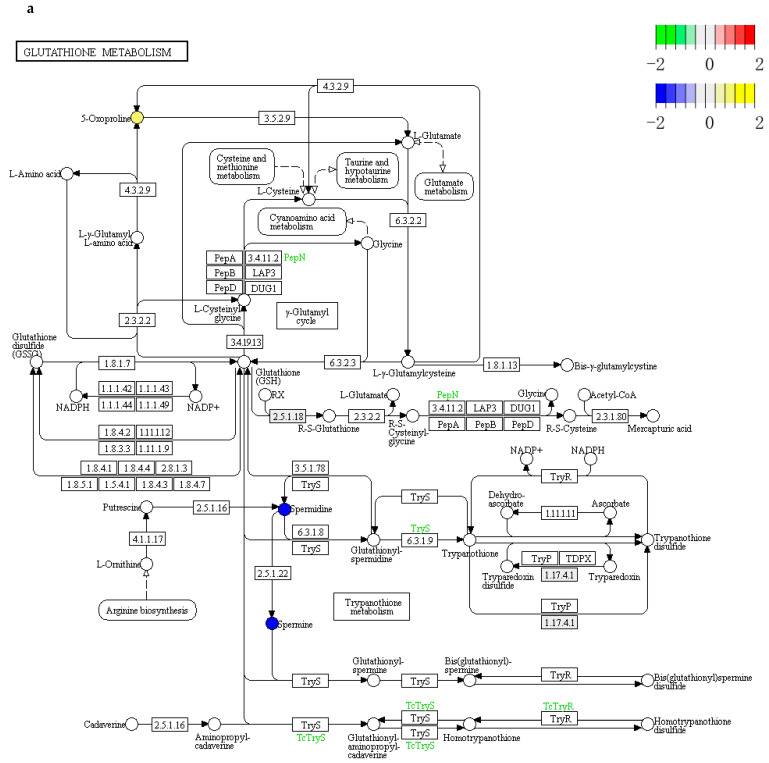 a
GLUTATHIONE METABOLISM
-2 0 2
-2 0 2
4.3.2.9
5-Oxoproline
3.5.2.9
L-Glutamate
Cysteine and
methionine
metabolism
Taurine and
hypotaurine
metabolism
Glutamate
metabolism
L-Amino acid
4.3.2.9
L-Cysteine
Cyanoamino acid
metabolism
6.3.2.2
L-γ-Glutamyl
L-amino acid
Glycine
PepA 3.4.11.2 PepN
PepB LAP3
PepD DUG1
L-Cysteinyl
glycine
2.3.2.2
γ-Glutamyl
cycle
3.4.19.13
Glutathione
disulfide
(GSSG)
1.8.1.7
6.3.2.3
Glutathione
(GSH)
L-γ-Glutamylcysteine
1.8.1.13
Bis-γ-glutamylcystine
1.1.1.42 1.1.1.43
1.1.1.44 1.1.1.49
NADPH
NADP+
RX
2.5.1.18
R-S-Glutathione
L-Glutamate
2.3.2.2
R-S-
Cysteinyl-
glycine
PepN
3.4.11.2 LAP3 DUG1
PepA PepB PepD
Glycine
R-S-Cysteine
Acetyl-CoA
2.3.1.80
Mercapturic acid
1.8.4.2 1.11.1.12
1.8.3.3 1.11.1.9
1.8.4.1 1.8.4.4 2.8.1.3
1.8.5.1 1.5.4.1 1.8.4.3 1.8.4.7
3.5.1.78
TryS
Putrescine
2.5.1.16
Spermidine
6.3.1.8
TryS
4.1.1.17
L-Ornithine
Arginine biosynthesis
2.5.1.22
Spermine
TryS
TryS
6.3.1.9
Glutathionyl-
spermidine
Trypanothione
NADP+
NADPH
TryR
Dehydro-
ascorbate
Ascorbate
1.11.1.11
Trypanothione
disulfide
TryP TDPX
1.17.4.1
Tryparedoxin
disulfide
Tryparedoxin
TryP
1.17.4.1
Trypanothione
metabolism
TryS
Glutathionyl-
spermine
TryS
Bis(glutathionyl)-
spermine
TryR
Bis(glutathionyl)spermine
disulfide
Cadaverine
2.5.1.16
Aminopropyl-
cadaverine
TryS
TcTryS
Glutathionyl-
aminopropyl-
cadaverine
TcTryS
TryS
TryS
TcTryS
Homotrypanothione
TcTryR
TryR
Homotrypanothione
disulfide